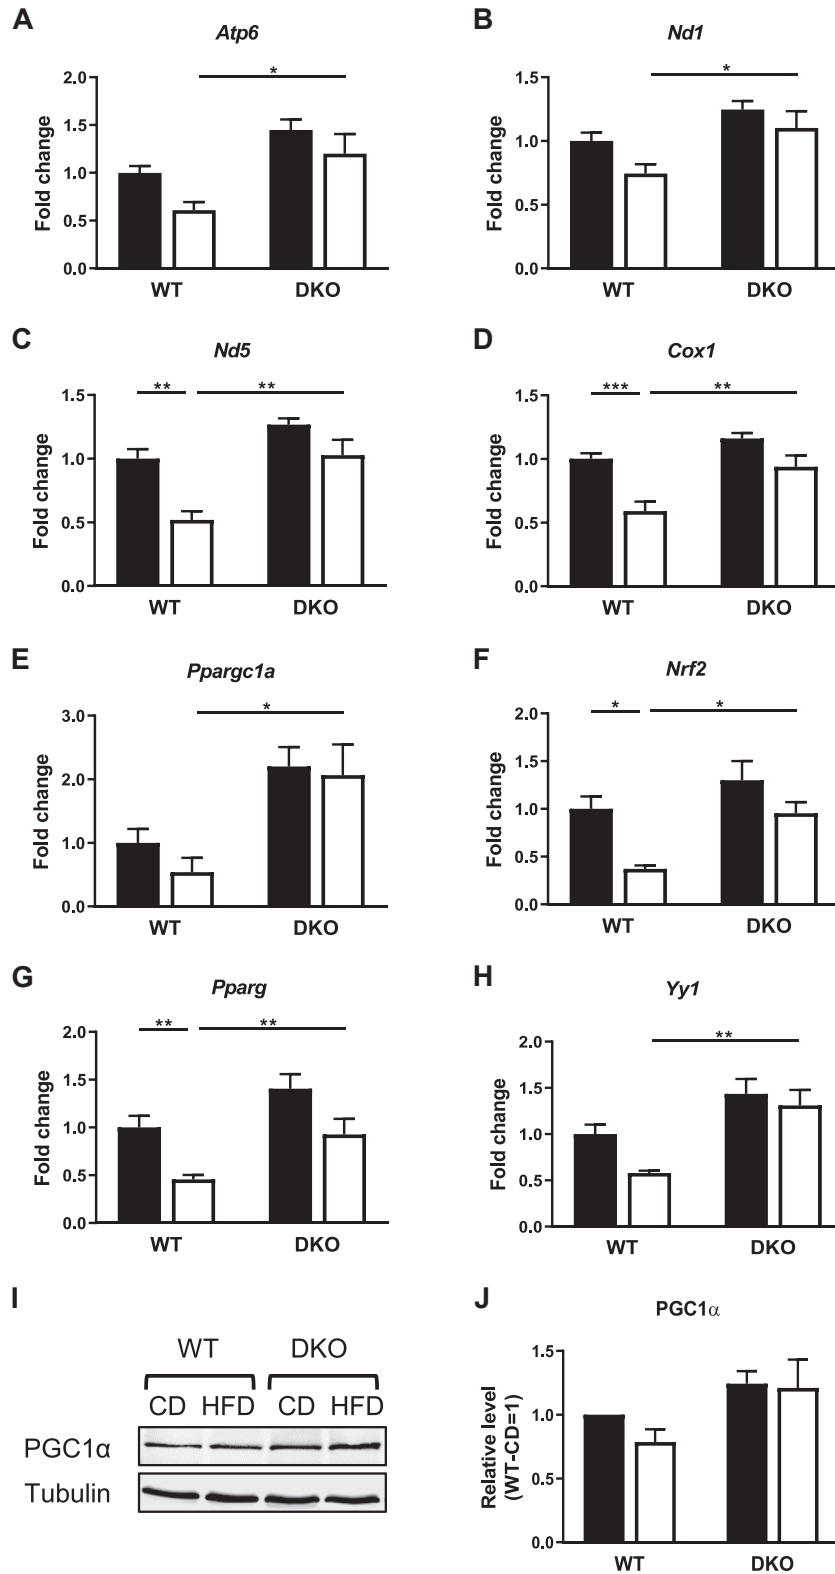 A
Atp6
Fold change
2.0
1.5
1.0
0.5
0.0
*
WT
DKO
B
Nd1
Fold change
1.5
1.0
0.5
0.0
*
WT
DKO
C
Nd5
Fold change
1.5
1.0
0.5
0.0
**
**
WT
DKO
D
Cox1
Fold change
1.5
1.0
0.5
0.0
***
**
WT
DKO
E
Ppargc1a
Fold change
3.0
2.0
1.0
0.0
*
WT
DKO
F
Nrf2
Fold change
2.0
1.5
1.0
0.5
0.0
*
*
WT
DKO
G
Pparg
Fold change
2.0
1.5
1.0
0.5
0.0
**
**
WT
DKO
H
Yy1
Fold change
2.0
1.5
1.0
0.5
0.0
**
WT
DKO
I
WT DKO
CD HFD CD HFD
PGC1α
Tubulin
J
PGC1α
Relative level
(WT-CD=1)
1.5
1.0
0.5
0.0
WT
DKO